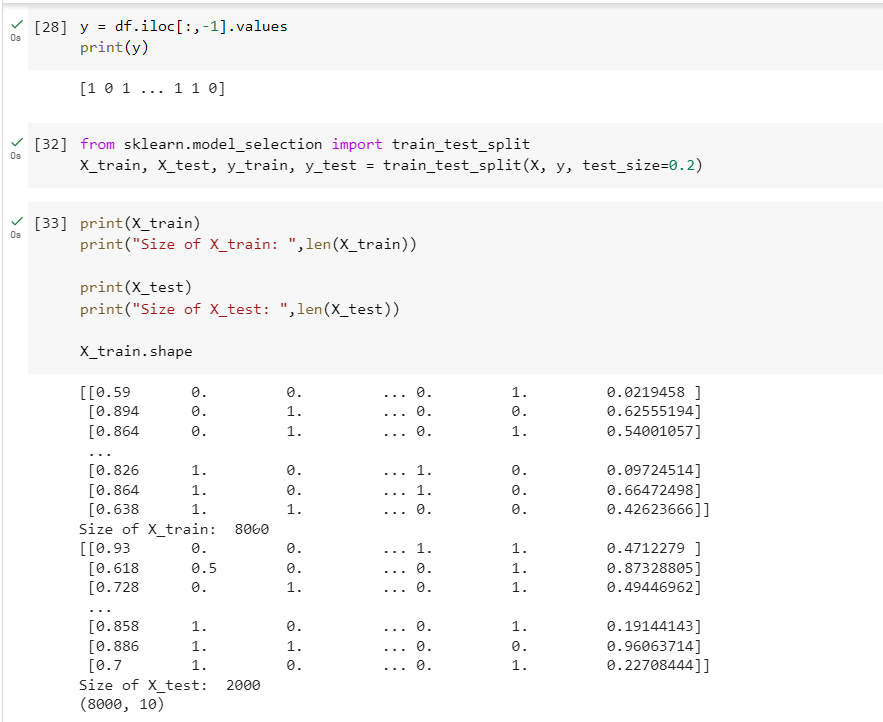 [28] y = df.iloc[:,-1].values
0s
print(y)
[1 0 1 ... 1 1 0]
[32] from sklearn.model_selection import train_test_split
0s
X_train, X_test, y_train, y_test = train_test_split(X, y, test_size=0.2)
[33] print(X_train)
0s
print("Size of X_train: ",len(X_train))
print(X_test)
print("Size of X_test: ",len(X_test))
X_train.shape
[[0.59 0. 0. ... 0. 1. 0.0219458 ]
[0.894 0. 1. ... 0. 0. 0.62555194]
[0.864 0. 1. ... 0. 1. 0.54001057]
...
[0.826 1. 0. ... 1. 0. 0.09724514]
[0.864 1. 0. ... 1. 0. 0.66472498]
[0.638 1. 1. ... 0. 0. 0.42623666]]
Size of X_train: 8000
[[0.93 0. 0. ... 1. 1. 0.4712279 ]
[0.618 0.5 0. ... 0. 1. 0.87328805]
[0.728 0. 1. ... 0. 1. 0.49446962]
...
[0.858 1. 0. ... 0. 1. 0.19144143]
[0.886 1. 1. ... 0. 0. 0.96063714]
[0.7 1. 0. ... 0. 1. 0.22708444]]
Size of X_test: 2000
(8000, 10)